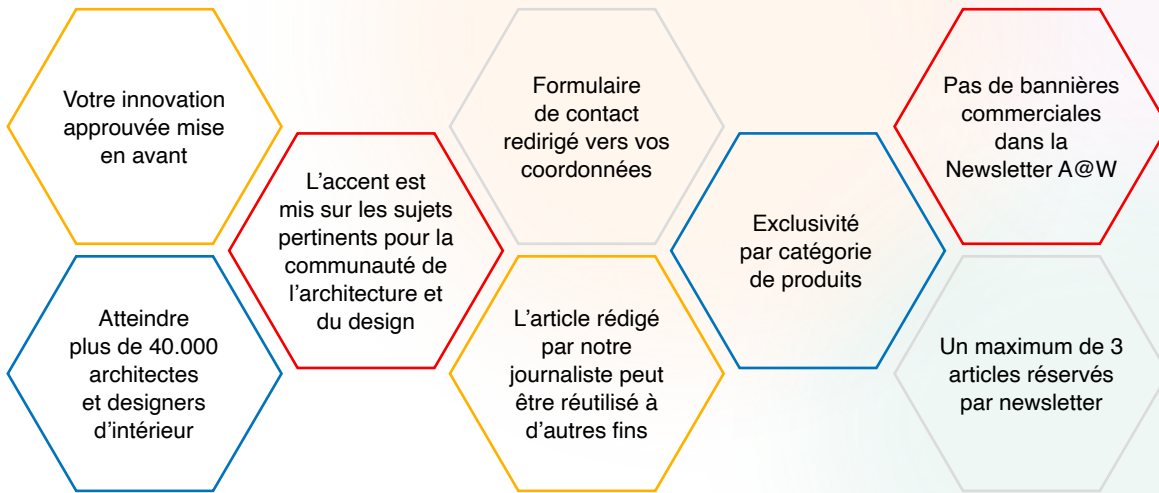 Votre innovation
approuvée mise
en avant
Atteindre
plus de 40.000
architectes
et designers
d’intérieur
L’accent est
mis sur les sujets
pertinents pour la
communauté de
l’architecture et
du design
Formulaire
de contact
redirigé vers vos
coordonnées
L’article rédigé
par notre
journaliste peut
être réutilisé à
d’autres fins
Exclusivité
par catégorie
de produits
Pas de bannières
commerciales
dans la
Newsletter A@W
Un maximum de 3
articles réservés
par newsletter